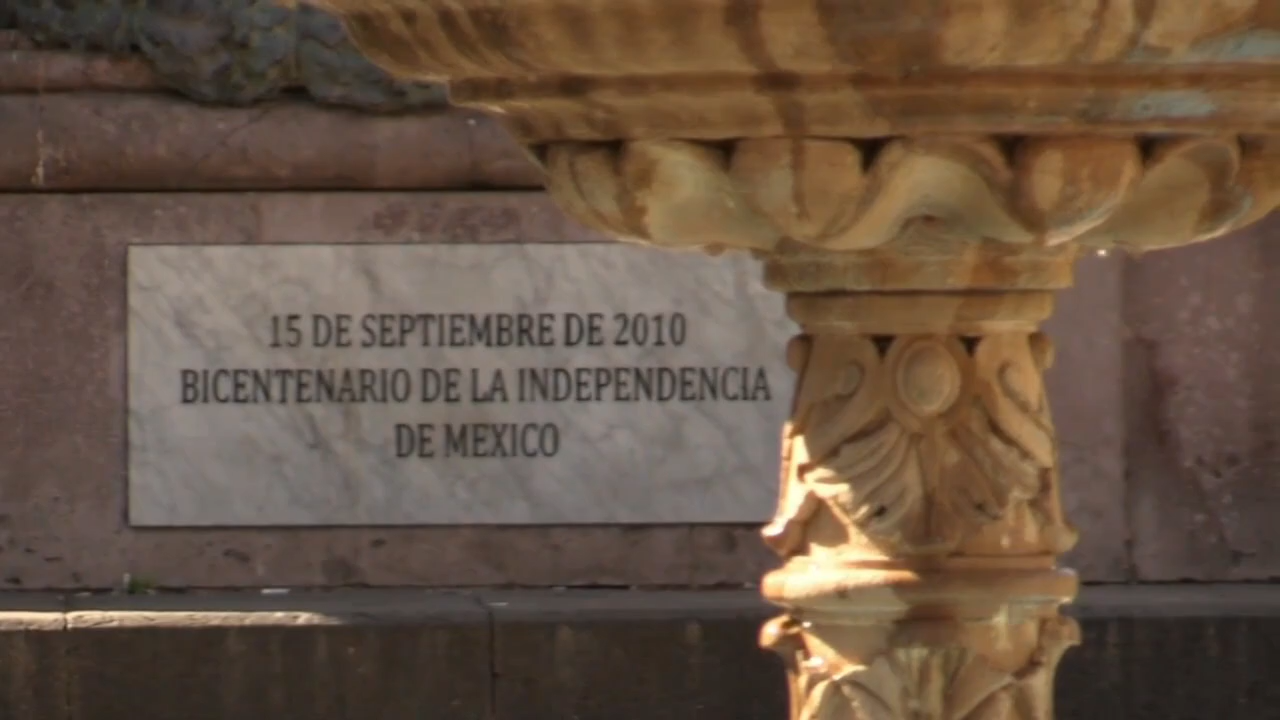 15 DE SEPTIEMBRE DE 2010
BICENTENARIO DE LA INDEPENDENCIA
DE MEXICO